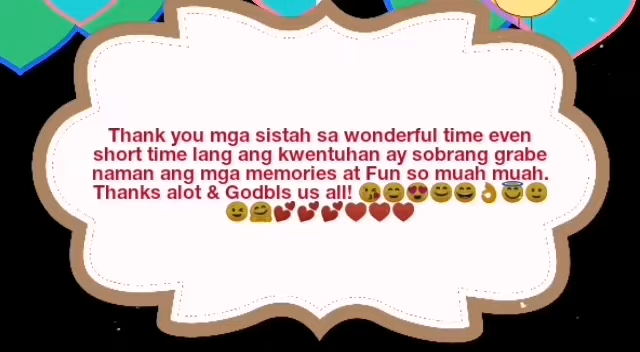 Thank you mga sistah sa wonderful time even
short time lang ang kwentuhan ay sobrang grabe
naman ang mga memories at Fun so muah muah.
Thanks alot & Godbls us all! 😘😊😍😊😄👌😇🙂
😉🤗💕💕💕❤❤❤